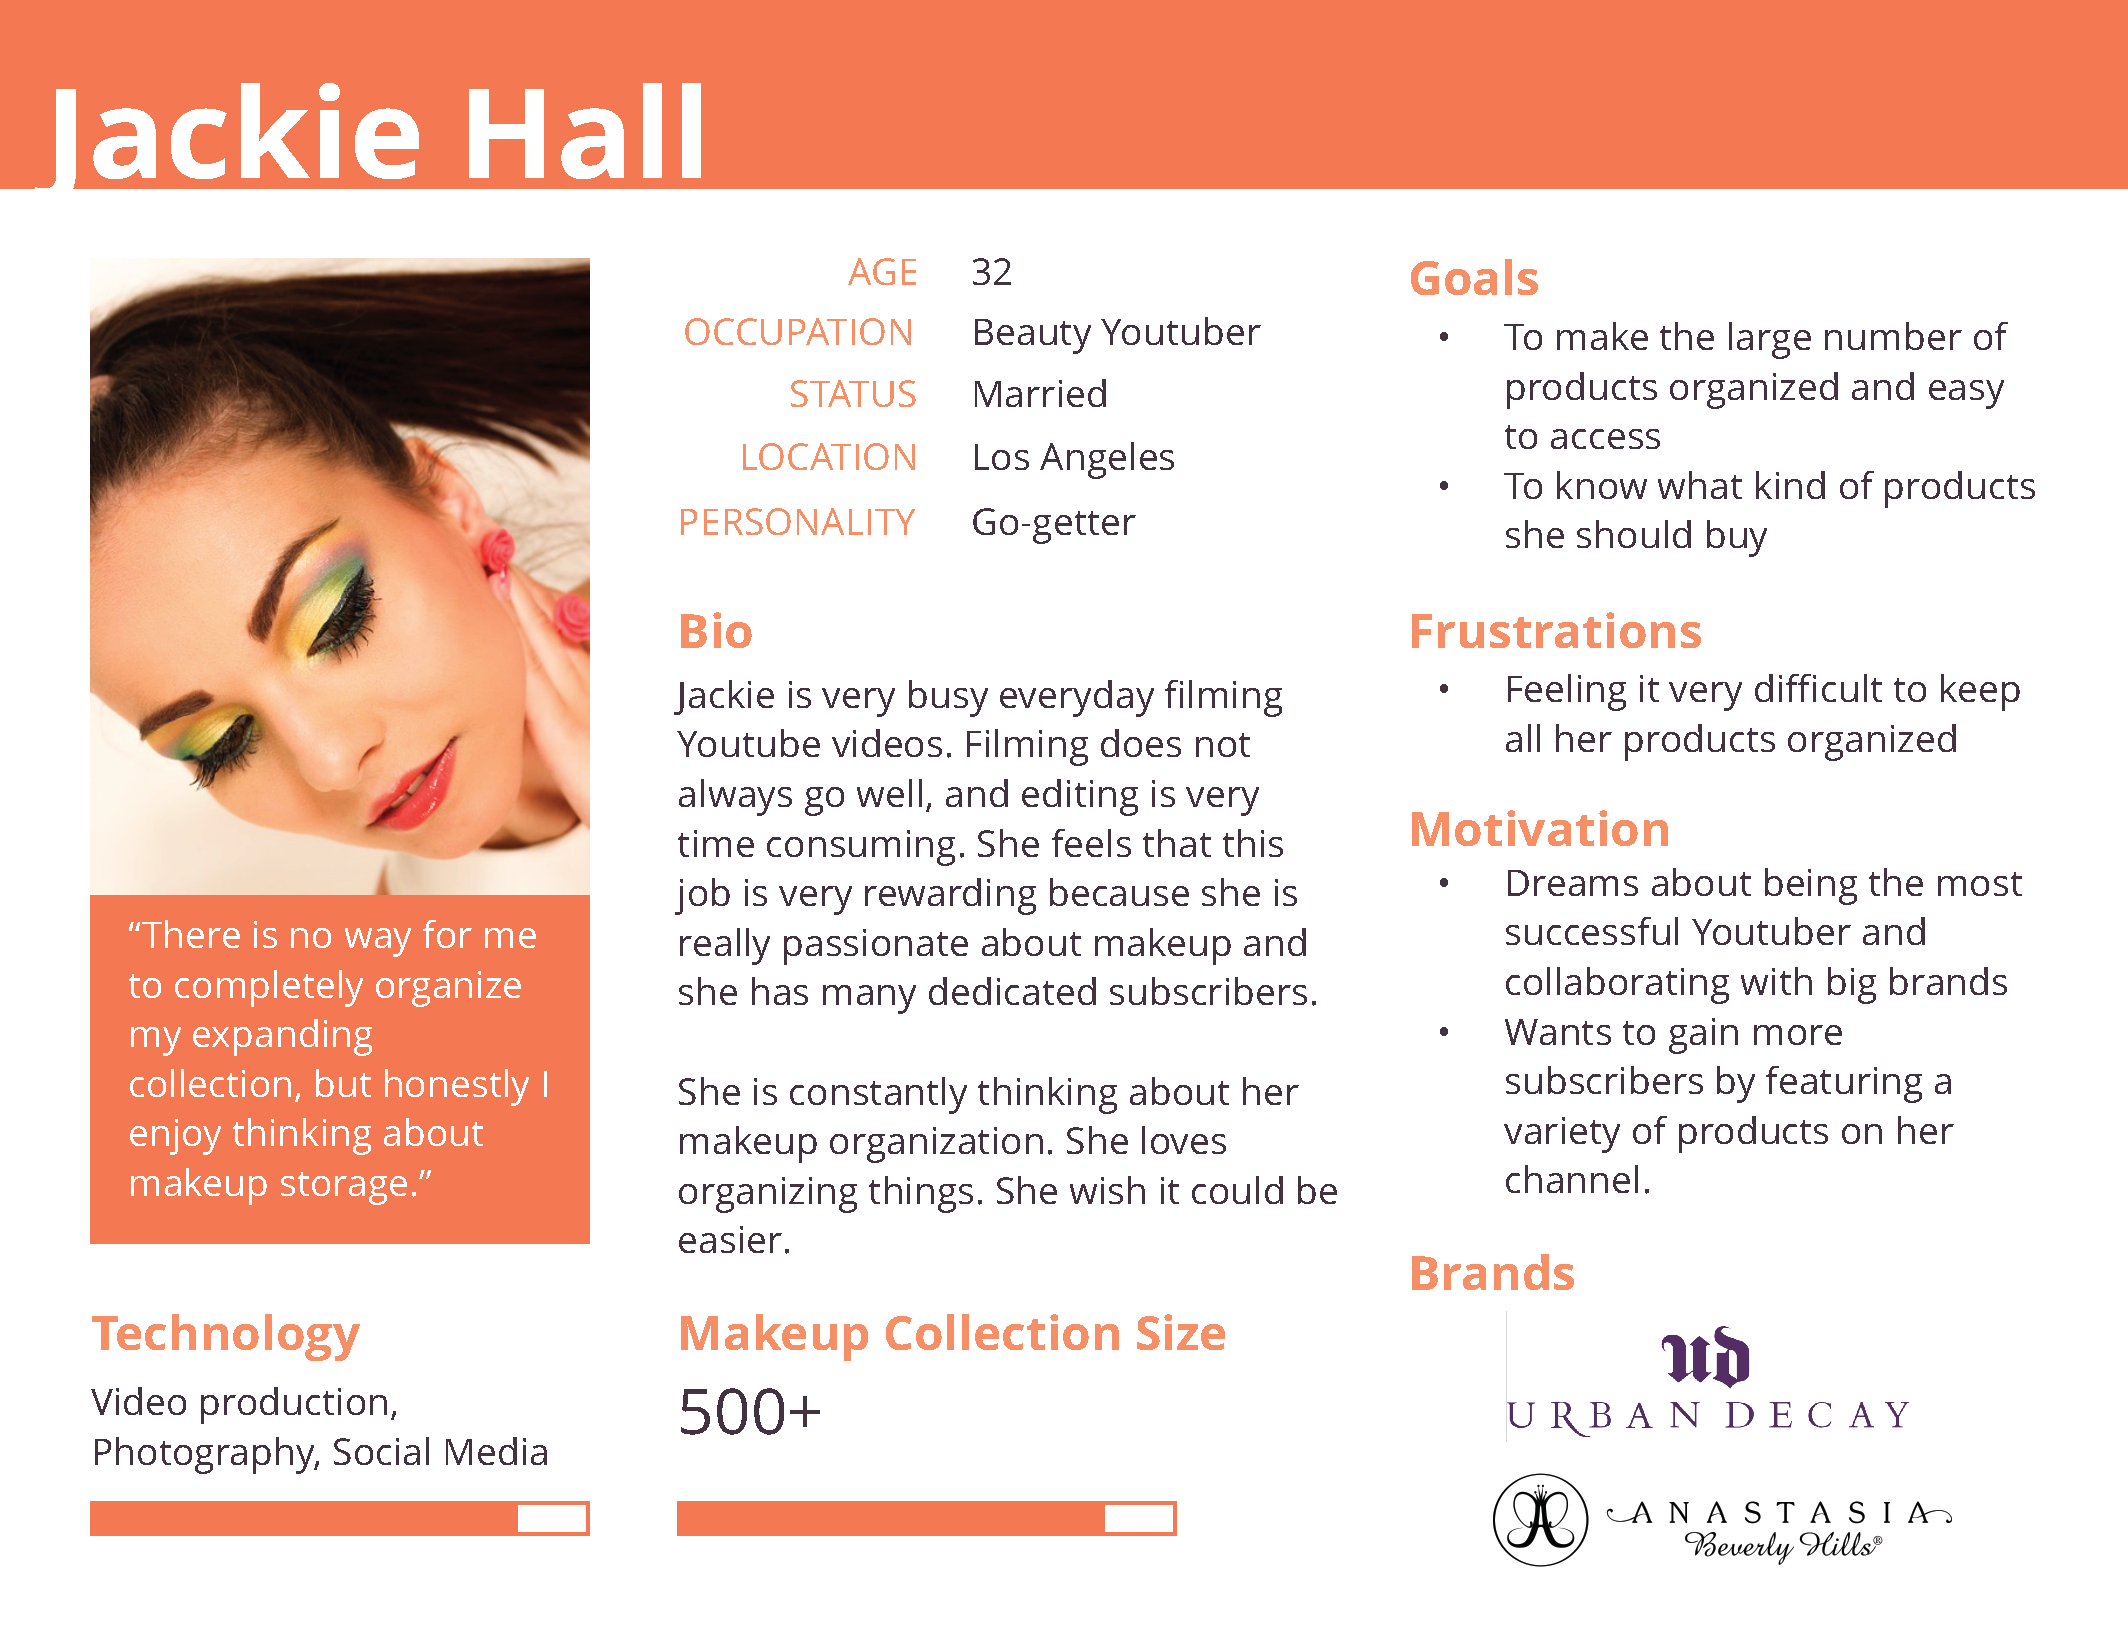 Jackie Hall
“There is no way for me
to completely organize
my expanding
collection, but honestly I
enjoy thinking about
makeup storage.”
Technology
Video production,
Photography, Social Media
AGE 32
OCCUPATION Beauty Youtuber
STATUS Married
LOCATION Los Angeles
PERSONALITY Go-getter
Bio
Jackie is very busy everyday filming
Youtube videos. Filming does not
always go well, and editing is very
time consuming. She feels that this
job is very rewarding because she is
really passionate about makeup and
she has many dedicated subscribers.
She is constantly thinking about her
makeup organization. She loves
organizing things. She wish it could be
easier.
Makeup Collection Size
500+
Goals
• To make the large number of
products organized and easy
to access
• To know what kind of products
she should buy
Frustrations
• Feeling it very difficult to keep
all her products organized
Motivation
• Dreams about being the most
successful Youtuber and
collaborating with big brands
• Wants to gain more
subscribers by featuring a
variety of products on her
channel.
Brands
ud
URBAN DECAY
A
ANASTASIA
Beverly Hills®